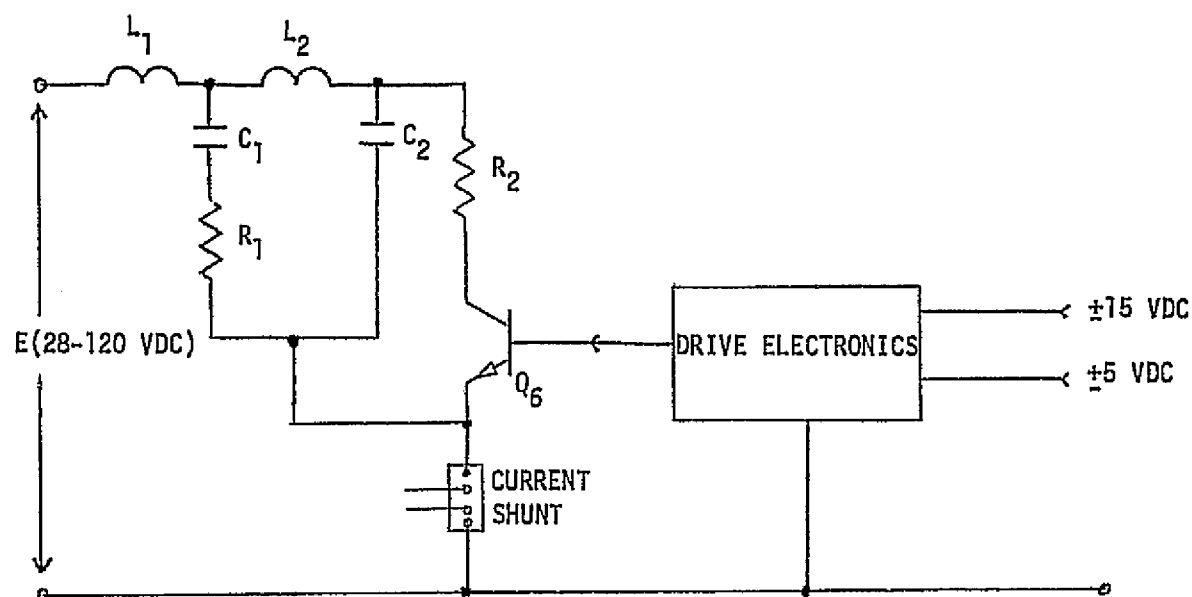 L1
L2
C1
C2
R2
R1
E(28-120 VDC)
DRIVE ELECTRONICS
±15 VDC
±5 VDC
Q6
CURRENT
SHUNT